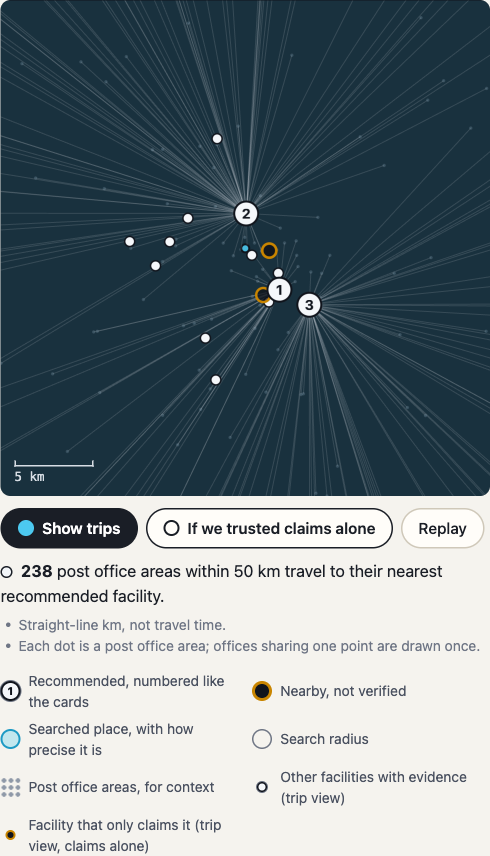 2
1
3
5 km
Show trips
If we trusted claims alone
Replay
238 post office areas within 50 km travel to their nearest
recommended facility.
• Straight-line km, not travel time.
• Each dot is a post office area; offices sharing one point are drawn once.
1 Recommended, numbered like
the cards
Nearby, not verified
Searched place, with how
precise it is
Search radius
Post office areas, for context
Other facilities with evidence
(trip view)
Facility that only claims it (trip
view, claims alone)